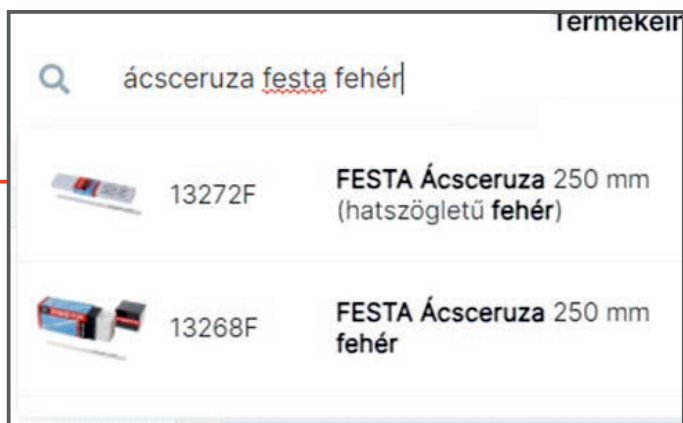 Termékein
ácsceruza festa fehér
13272F
FESTA Ácsceruza 250 mm
(hatszögletű fehér)
13268F
FESTA Ácsceruza 250 mm
fehér